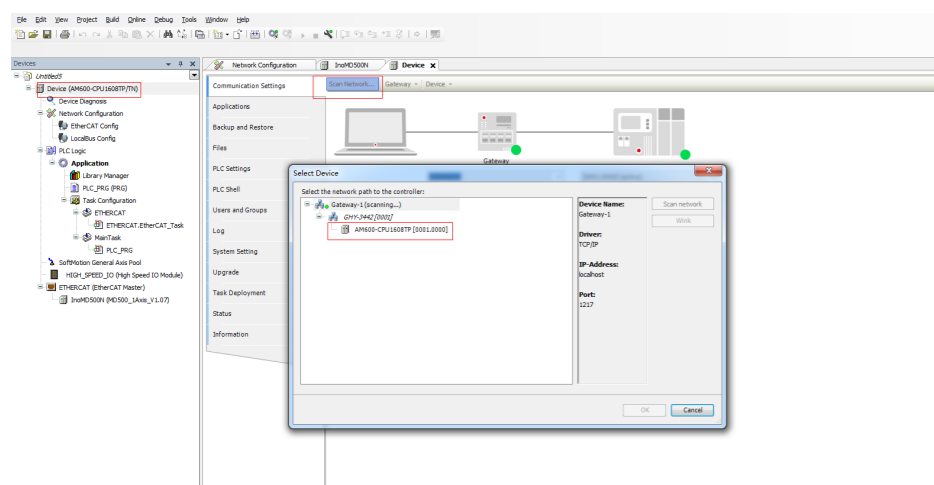 File Edit View Project Build Online Debug Tools Window Help
Devices
Network Configuration
InoMD500N
Device
Untitled5
Device (AM600-CPU1608TP/TN)
Device Diagnosis
Network Configuration
EtherCAT Config
LocalBus Config
PLC Logic
Application
Library Manager
PLC_PRG (PRG)
Task Configuration
ETHERCAT
ETHERCAT.EtherCAT_Task
MainTask
PLC_PRG
SoftMotion General Axis Pool
HIGH_SPEED_IO (High Speed IO Module)
ETHERCAT (EtherCAT Master)
InoMD500N (MD500_1Axis_V1.07)
Communication Settings
Applications
Backup and Restore
Files
PLC Settings
PLC Shell
Users and Groups
Log
System Setting
Upgrade
Task Deployment
Status
Information
Scan Network...
Gateway
Device
Gateway
Select Device
Select the network path to the controller:
Gateway-1 (scanning...)
GHY-3442 [0001]
AM600-CPU1608TP [0001.0000]
Device Name:
Gateway-1
Driver:
TCP/IP
IP-Address:
localhost
Port:
1217
Scan network
Wink
OK
Cancel